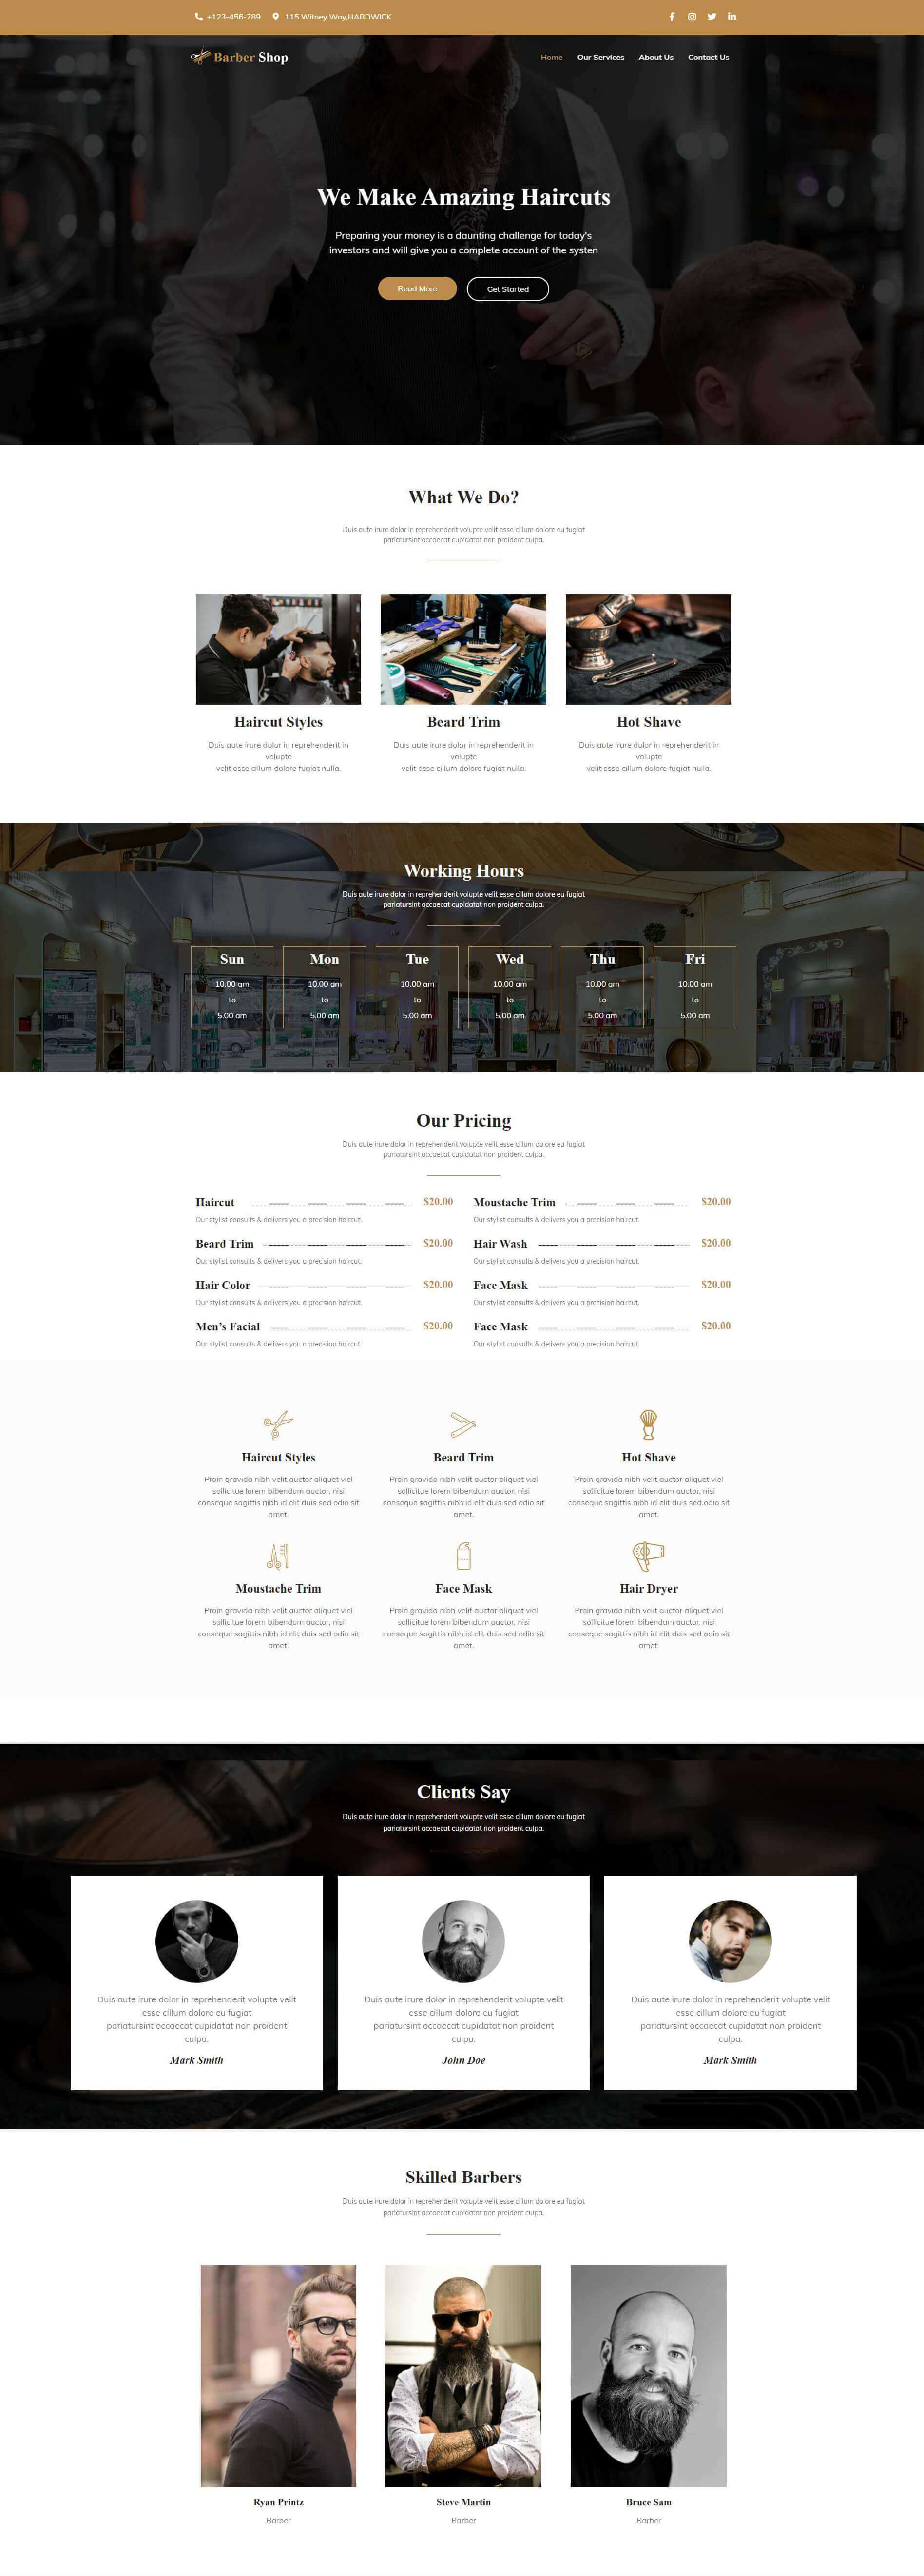 +123-456-789 115 Witney Way,HARDWICK
Barber Shop
Home Our Services About Us Contact Us
We Make Amazing Haircuts
Preparing your money is a daunting challenge for today's
investors and will give you a complete account of the systen
Read More Get Started
What We Do?
Duis aute irure dolor in reprehenderit volupte velit esse cillum dolore eu fugiat
pariatursint occaecat cupidatat non proident culpa.
Haircut Styles
Duis aute irure dolor in reprehenderit in
volupte
velit esse cillum dolore fugiat nulla.
Beard Trim
Duis aute irure dolor in reprehenderit in
volupte
velit esse cillum dolore fugiat nulla.
Hot Shave
Duis aute irure dolor in reprehenderit in
volupte
velit esse cillum dolore fugiat nulla.
Working Hours
Duis aute irure dolor in reprehenderit volupte velit esse cillum dolore eu fugiat
pariatursint occaecat cupidatat non proident culpa.
Sun
10.00 am
to
5.00 am
Mon
10.00 am
to
5.00 am
Tue
10.00 am
to
5.00 am
Wed
10.00 am
to
5.00 am
Thu
10.00 am
to
5.00 am
Fri
10.00 am
to
5.00 am
Our Pricing
Duis aute irure dolor in reprehenderit volupte velit esse cillum dolore eu fugiat
pariatursint occaecat cupidatat non proident culpa.
Haircut $20.00
Our stylist consults & delivers you a precision haircut.
Beard Trim $20.00
Our stylist consults & delivers you a precision haircut.
Hair Color $20.00
Our stylist consults & delivers you a precision haircut.
Men's Facial $20.00
Our stylist consults & delivers you a precision haircut.
Moustache Trim $20.00
Our stylist consults & delivers you a precision haircut.
Hair Wash $20.00
Our stylist consults & delivers you a precision haircut.
Face Mask $20.00
Our stylist consults & delivers you a precision haircut.
Face Mask $20.00
Our stylist consults & delivers you a precision haircut.
Haircut Styles
Proin gravida nibh velit auctor aliquet viel
sollicitue lorem bibendum auctor, nisi
conseque sagittis nibh id elit duis sed odio sit
amet.
Beard Trim
Proin gravida nibh velit auctor aliquet viel
sollicitue lorem bibendum auctor, nisi
conseque sagittis nibh id elit duis sed odio sit
amet.
Hot Shave
Proin gravida nibh velit auctor aliquet viel
sollicitue lorem bibendum auctor, nisi
conseque sagittis nibh id elit duis sed odio sit
amet.
Moustache Trim
Proin gravida nibh velit auctor aliquet viel
sollicitue lorem bibendum auctor, nisi
conseque sagittis nibh id elit duis sed odio sit
amet.
Face Mask
Proin gravida nibh velit auctor aliquet viel
sollicitue lorem bibendum auctor, nisi
conseque sagittis nibh id elit duis sed odio sit
amet.
Hair Dryer
Proin gravida nibh velit auctor aliquet viel
sollicitue lorem bibendum auctor, nisi
conseque sagittis nibh id elit duis sed odio sit
amet.
Clients Say
Duis aute irure dolor in reprehenderit volupte velit esse cillum dolore eu fugiat
pariatursint occaecat cupidatat non proident culpa.
Duis aute irure dolor in reprehenderit volupte velit
esse cillum dolore eu fugiat
pariatursint occaecat cupidatat non proident
culpa.
Mark Smith
Duis aute irure dolor in reprehenderit volupte velit
esse cillum dolore eu fugiat
pariatursint occaecat cupidatat non proident
culpa.
John Doe
Duis aute irure dolor in reprehenderit volupte velit
esse cillum dolore eu fugiat
pariatursint occaecat cupidatat non proident
culpa.
Mark Smith
Skilled Barbers
Duis aute irure dolor in reprehenderit volupte velit esse cillum dolore eu fugiat
pariatursint occaecat cupidatat non proident culpa.
Ryan Printz
Barber
Steve Martin
Barber
Bruce Sam
Barber